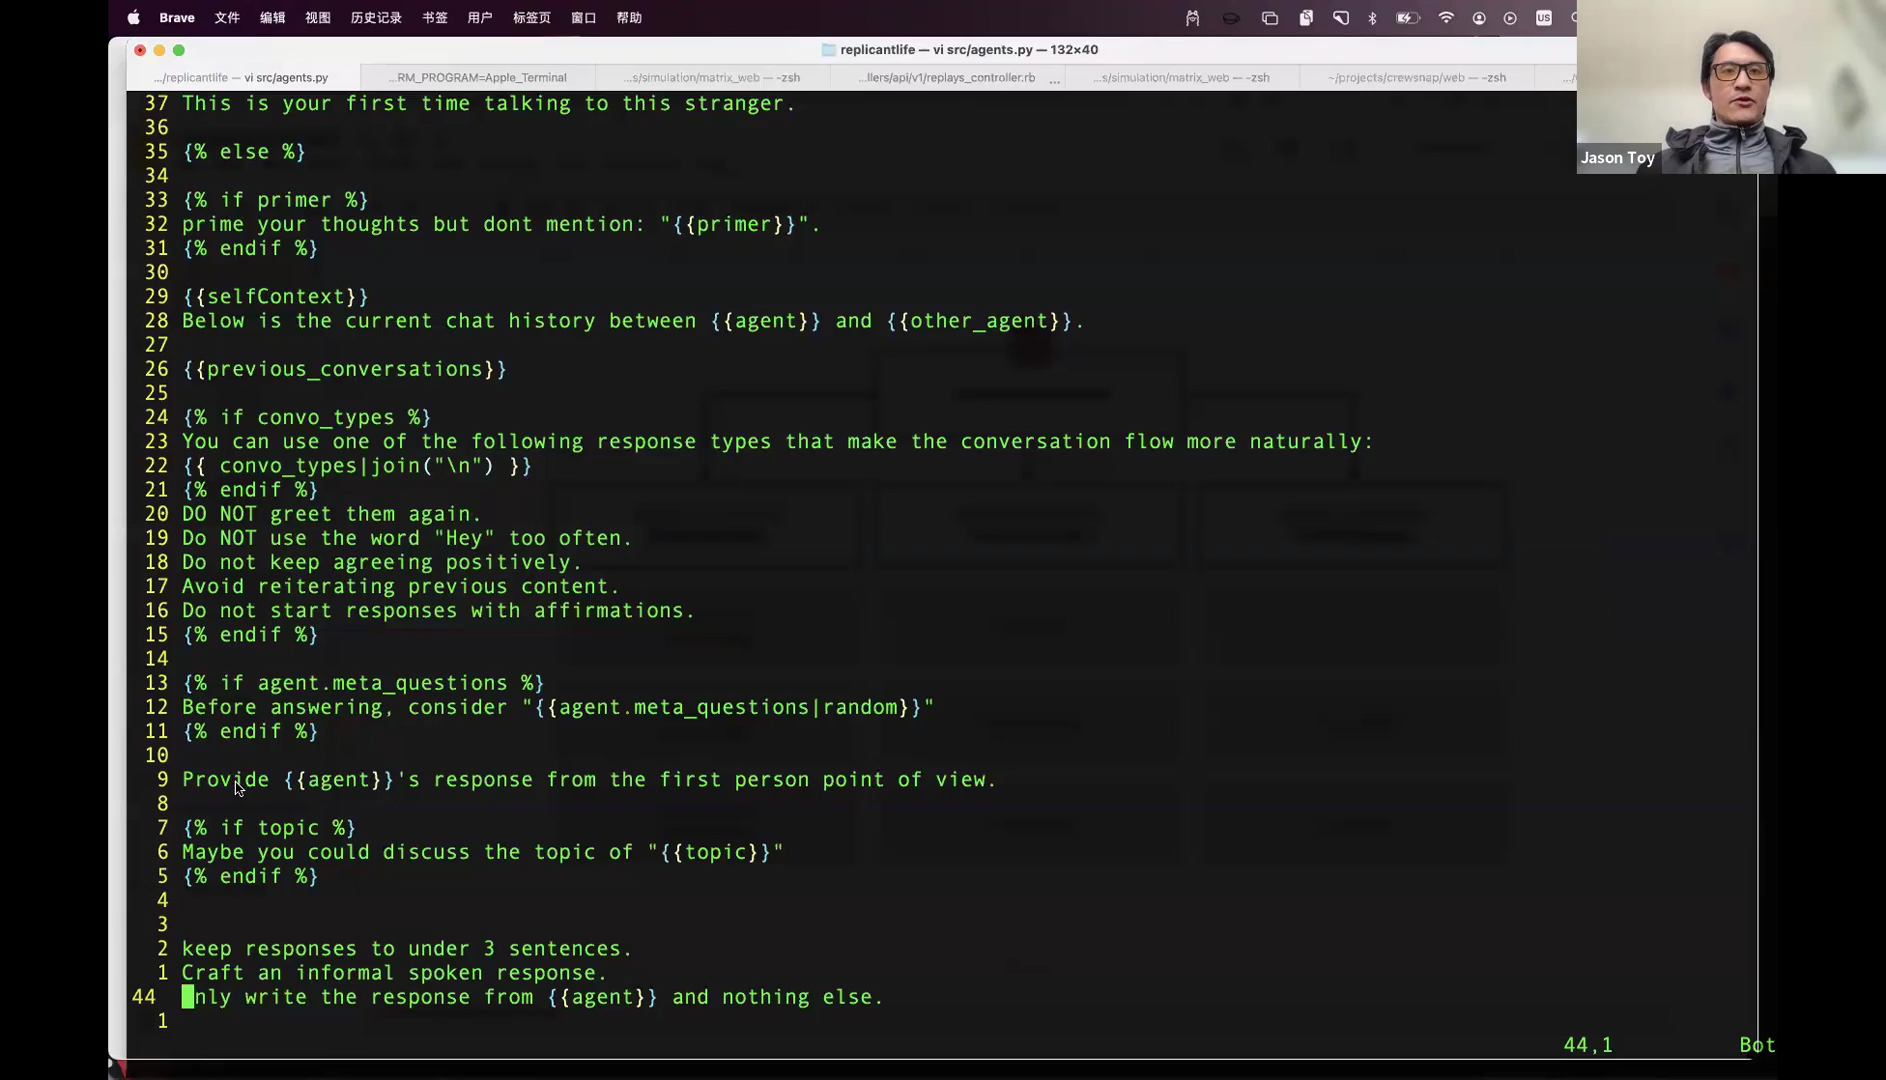 Brave 文件 编辑 视图 历史记录 书签 用户 标签页 窗口 帮助 US
replicantlife — vi src/agents.py — 132×40
.../replicantlife — vi src/agents.py ...RM_PROGRAM=Apple_Terminal ...s/simulation/matrix_web — -zsh ...llers/api/v1/replays_controller.rb ... ...s/simulation/matrix_web — -zsh ~/projects/crewsnap/web — -zsh
Jason Toy
37 This is your first time talking to this stranger.
36
35 {% else %}
34
33 {% if primer %}
32 prime your thoughts but dont mention: "{{primer}}".
31 {% endif %}
30
29 {{selfContext}}
28 Below is the current chat history between {{agent}} and {{other_agent}}.
27
26 {{previous_conversations}}
25
24 {% if convo_types %}
23 You can use one of the following response types that make the conversation flow more naturally:
22 {{ convo_types|join("\n") }}
21 {% endif %}
20 DO NOT greet them again.
19 Do NOT use the word "Hey" too often.
18 Do not keep agreeing positively.
17 Avoid reiterating previous content.
16 Do not start responses with affirmations.
15 {% endif %}
14
13 {% if agent.meta_questions %}
12 Before answering, consider "{{agent.meta_questions|random}}"
11 {% endif %}
10
9 Provide {{agent}}'s response from the first person point of view.
8
7 {% if topic %}
6 Maybe you could discuss the topic of "{{topic}}"
5 {% endif %}
4
3
2 keep responses to under 3 sentences.
1 Craft an informal spoken response.
44 nly write the response from {{agent}} and nothing else.
1
44,1 Bot